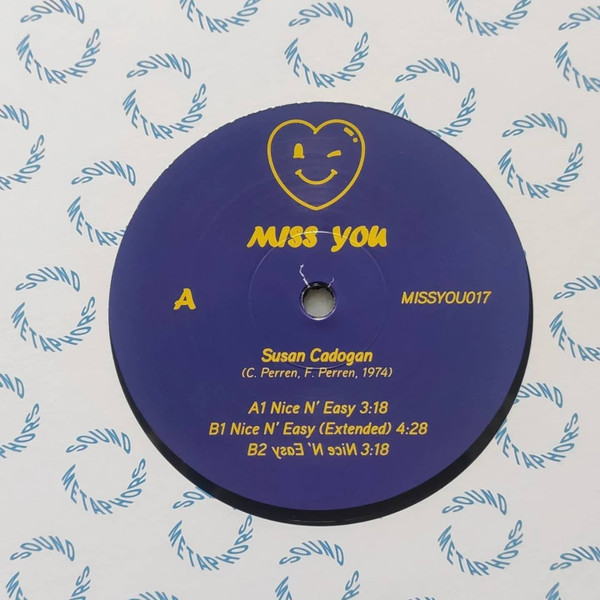 MISS YOU
A
MISSYOU017
Susan Cadogan
(C. Perren, F. Perren, 1974)
A1 Nice N' Easy 3:18
B1 Nice N' Easy (Extended) 4:28
B2 Nice N' Easy 3:18
SOUND METAPHORS